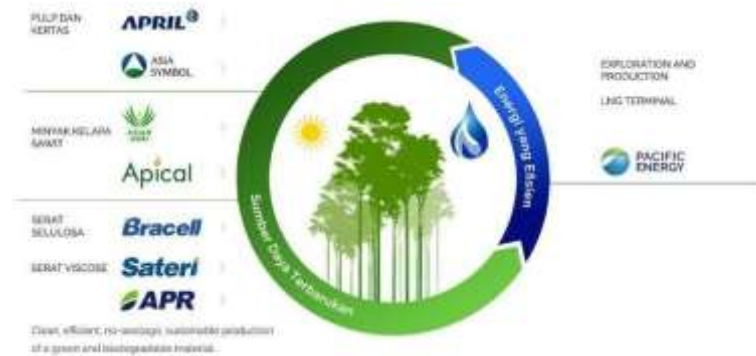 PULP DAN
KERTAS
APRIL
ASIA
SYMBOL
MINYAK KELAPA
SAWIT
ASIAN
AGRI
Apical
SERAT
SELULOSA
Bracell
SERAT VISCOSE
Sateri
APR
Clean, efficient, no-wastage, sustainable production
of a green and biodegradable material.
Sumber Daya Terbarukan
Energi yang Efisien
EXPLORATION AND
PRODUCTION
LNG TERMINAL
PACIFIC
ENERGY